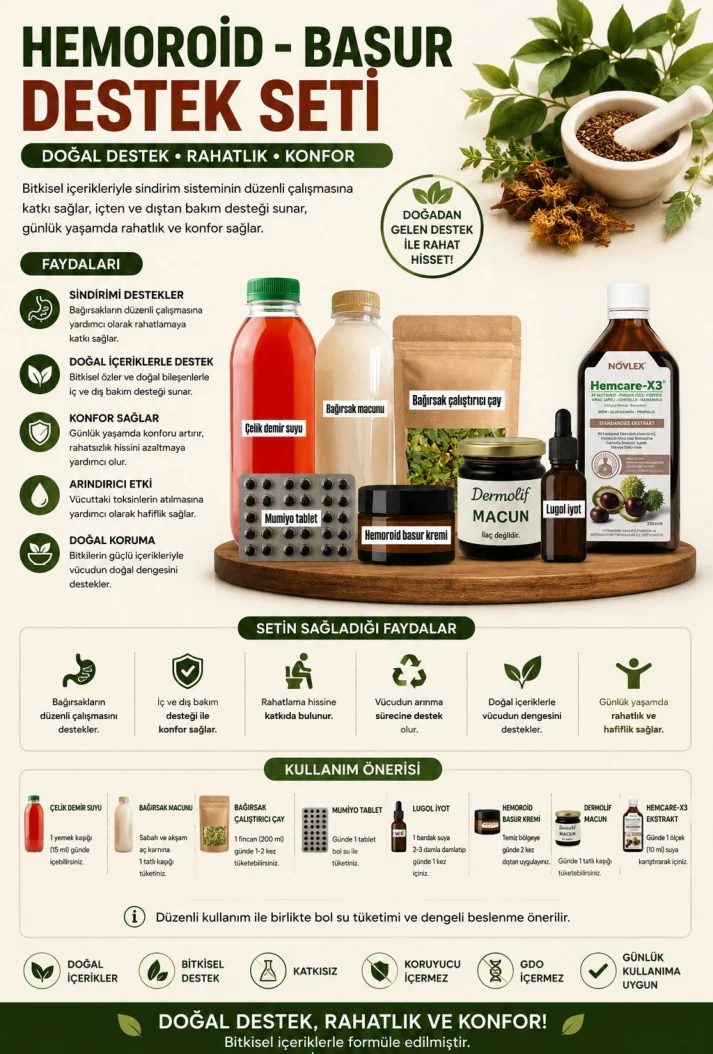 HEMOROİD - BASUR
DESTEK SETİ
DOĞAL DESTEK • RAHATLIK • KONFOR
Bitkisel içerikleriyle sindirim sisteminin düzenli çalışmasına
katkı sağlar, içten ve dıştan bakım desteği sunar,
günlük yaşamda rahatlık ve konfor sağlar.
DOĞADAN
GELEN DESTEK
İLE RAHAT
HİSSET!
FAYDALARI
SİNDİRİMİ DESTEKLER
Bağırsakların düzenli çalışmasına
yardımcı olarak rahatlamaya
katkı sağlar.
DOĞAL İÇERİKLERLE DESTEK
Bitkisel özler ve doğal bileşenlerle
iç ve dış bakım desteği sunar.
KONFOR SAĞLAR
Günlük yaşamda konforu artırır,
rahatsızlık hissini azaltmaya
yardımcı olur.
ARINDIRICI ETKİ
Vücuttaki toksinlerin atılmasına
yardımcı olarak hafiflik sağlar.
DOĞAL KORUMA
Bitkilerin güçlü içerikleriyle
vücudun doğal dengesini
destekler.
Çelik demir suyu
Bağırsak macunu
Bağırsak çalıştırıcı çay
Mumiyo tablet
Hemoroid basur kremi
Dermolif
MACUN
İlaç değildir.
Lugol iyot
NÖVLEX
Hemcare-X3
STANDARDİZE EKSTRAKT
SETİN SAĞLADIĞI FAYDALAR
Bağırsakların
düzenli çalışmasını
destekler.
İç ve dış bakım
desteği ile
konfor sağlar.
Rahatlama hissine
katkıda bulunur.
Vücudun arınma
sürecine destek
olur.
Doğal içeriklerle
vücudun dengesini
destekler.
Günlük yaşamda
rahatlık ve
hafiflik sağlar.
KULLANIM ÖNERİSİ
ÇELİK DEMİR SUYU
1 yemek kaşığı
(15 ml) günde
içebilirsiniz.
BAĞIRSAK MACUNU
Sabah ve akşam
aç karnına
1 tatlı kaşığı
tüketiniz.
BAĞIRSAK
ÇALIŞTIRICI ÇAY
1 fincan (200 ml)
günde 1-2 kez
tüketebilirsiniz.
MUMİYO TABLET
Günde 1 tablet
bol su ile
tüketiniz.
LUGOL İYOT
1 bardak suya
2-3 damla damlatıp
günde 1 kez
içiniz.
HEMOROİD
BASUR KREMİ
Temiz bölgeye
günde 2 kez
dıştan uygulayınız.
DERMOLİF
MACUN
Günde 1 tatlı kaşığı
tüketebilirsiniz.
HEMCARE-X3
EKSTRAKT
Günde 1 ölçek
(10 ml) suya
karıştırarak içiniz.
Düzenli kullanım ile birlikte bol su tüketimi ve dengeli beslenme önerilir.
DOĞAL
İÇERİKLER
BİTKİSEL
DESTEK
KATKISIZ
KORUYUCU
İÇERMEZ
GDO
İÇERMEZ
GÜNLÜK
KULLANIMA
UYGUN
DOĞAL DESTEK, RAHATLIK VE KONFOR!
Bitkisel içeriklerle formüle edilmiştir.